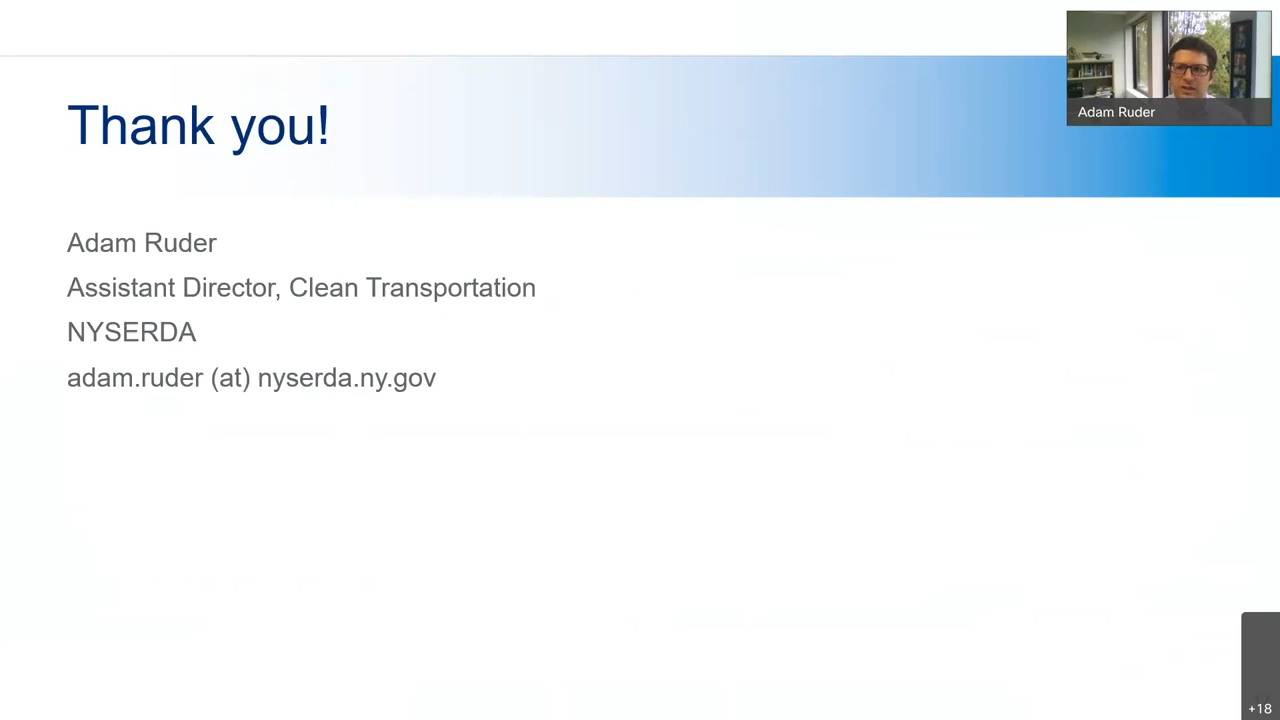 Thank you!
Adam Ruder
Adam Ruder
Assistant Director, Clean Transportation
NYSERDA
adam.ruder (at) nyserda.ny.gov
+18